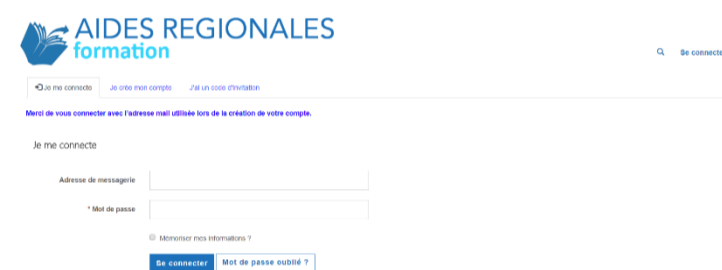 AIDES REGIONALES
formation
Se connecte
Je me connecte Je crée mon compte J'ai un code d'invitation
Merci de vous connecter avec l'adresse mail utilisée lors de la création de votre compte.
Je me connecte
Adresse de messagerie
* Mot de passe
Mémoriser mes informations ?
Se connecter Mot de passe oublié ?